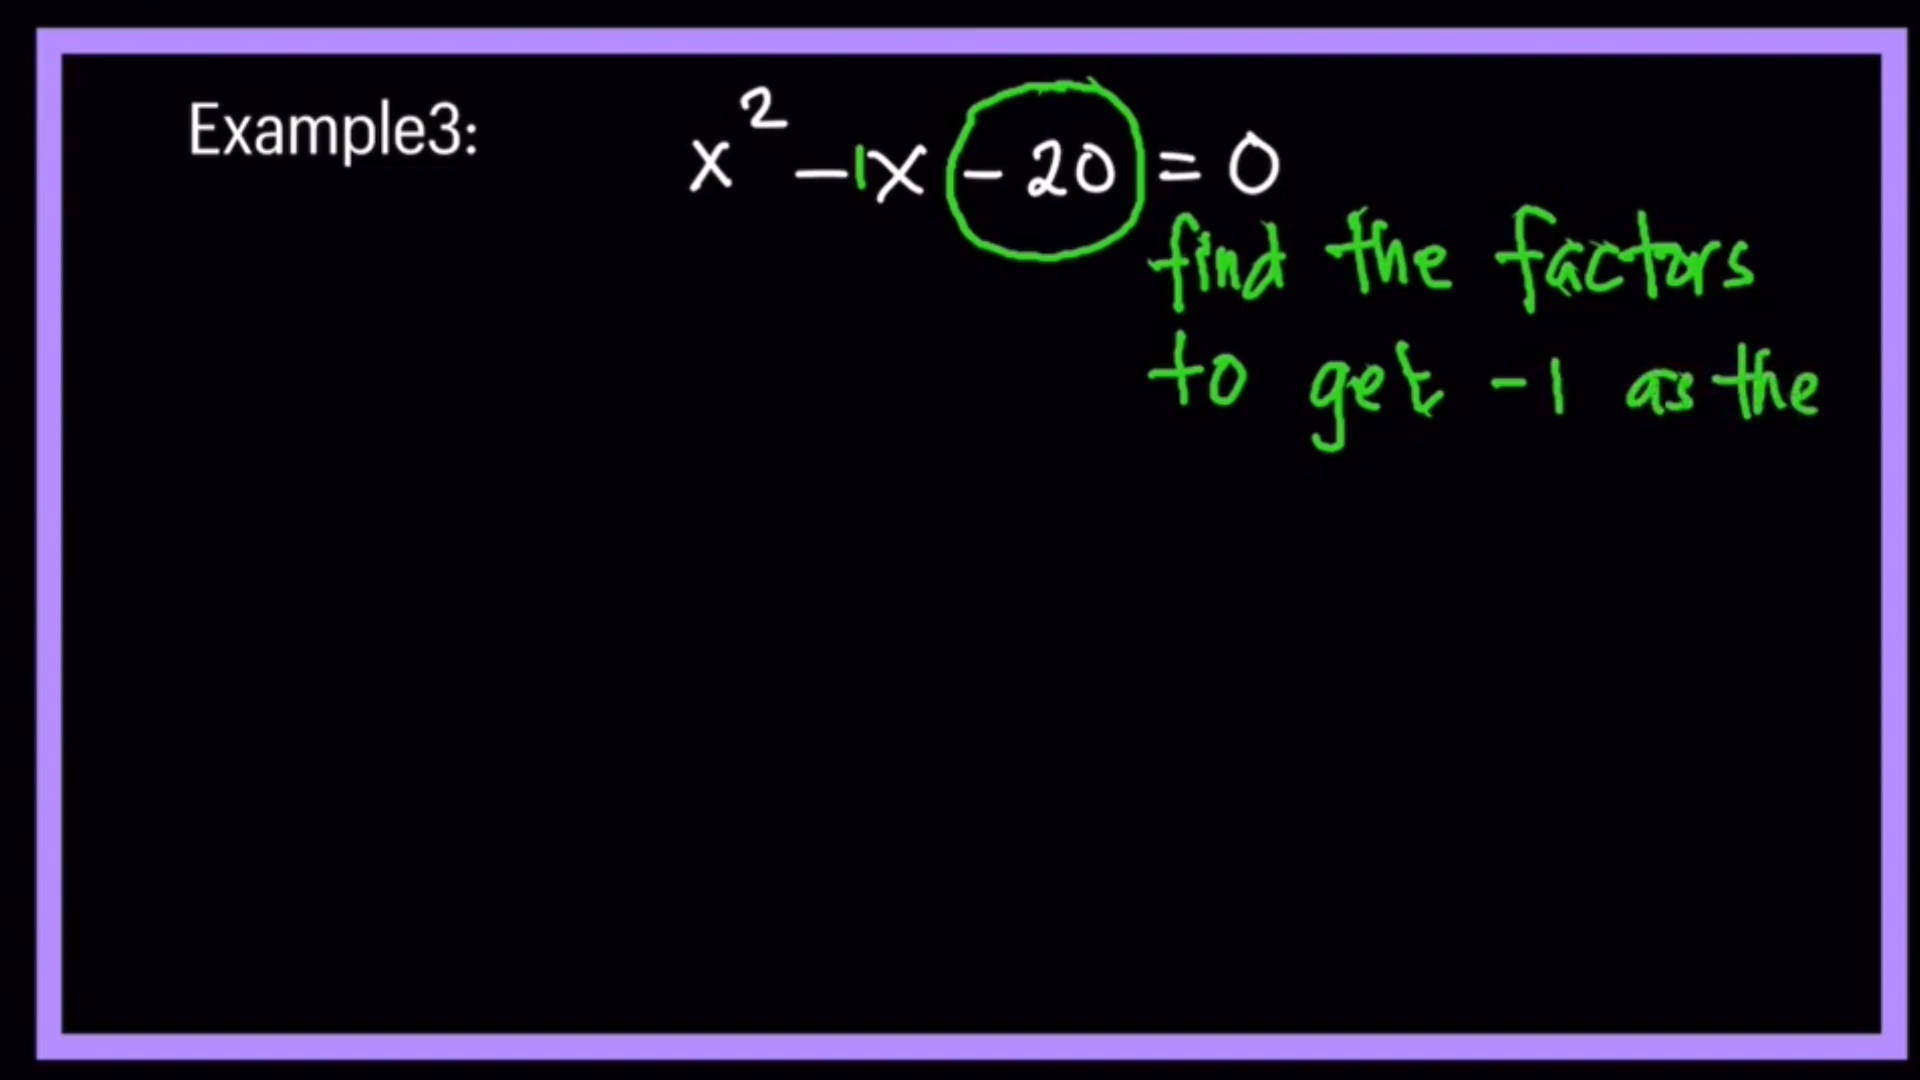 Example3: x² -1x - 20 = 0
find the factors
to get -1 as the